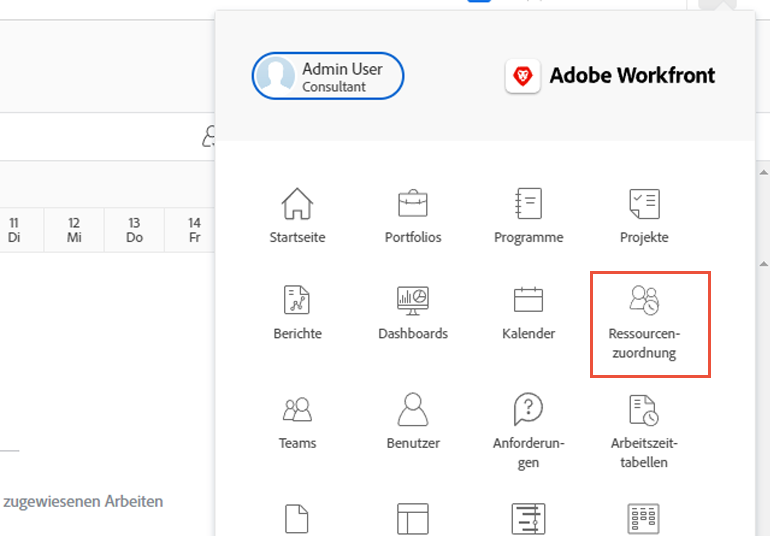 Admin User
Consultant
Adobe Workfront
11
12
13
14
Di
Mi
Do
Fr
Startseite
Portfolios
Programme
Projekte
Berichte
Dashboards
Kalender
Ressourcen-
zuordnung
Teams
Benutzer
Anforderun-
gen
Arbeitszeit-
tabellen
zugewiesenen Arbeiten